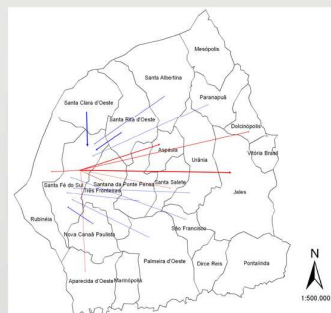 Mesópolis
Santa Albertina
Santa Clara d'Oeste
Paranapuã
Santa Rita d'Oeste
Dolcinópolis
Aspásia
Vitória Brasil
Urânia
Santa Fé do Sul
Santana da Ponte Pensa
Santa Salete
Três Fronteiras
Jales
Rubinéia
Nova Canaã Paulista
São Francisco
Palmeira d'Oeste
Dirce Reis
Pontalinda
Aparecida d'Oeste
Marinópolis
N
1:500.000